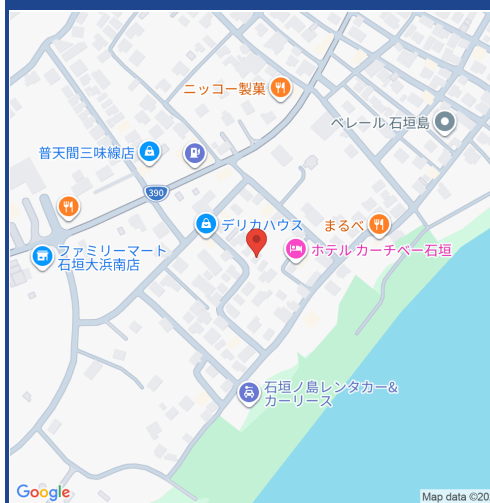 ニッコー製菓
ベレール 石垣島
普天間三味線店
390
デリカハウス
まるべ
ファミリーマート
石垣大浜南店
ホテル カーチベー石垣
石垣ノ島レンタカー&
カーリース
Google
Map data ©20